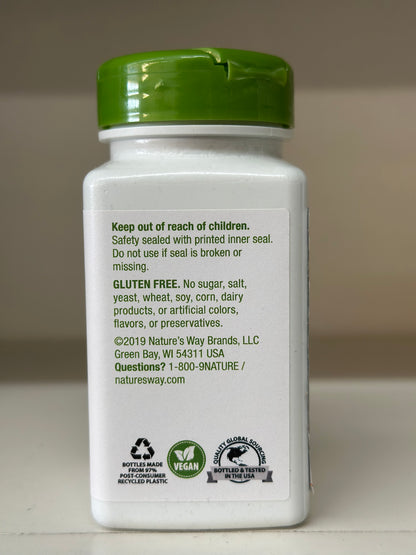 Keep out of reach of children.
Safety sealed with printed inner seal.
Do not use if seal is broken or
missing.
GLUTEN FREE. No sugar, salt,
yeast, wheat, soy, corn, dairy
products, or artificial colors,
flavors, or preservatives.
©2019 Nature's Way Brands, LLC
Green Bay, WI 54311 USA
Questions? 1-800-9NATURE /
naturesway.com
BOTTLES MADE
FROM 97%
POST-CONSUMER
RECYCLED PLASTIC
VEGAN
QUALITY GLOBAL SOURCING
BOTTLED & TESTED
IN THE USA